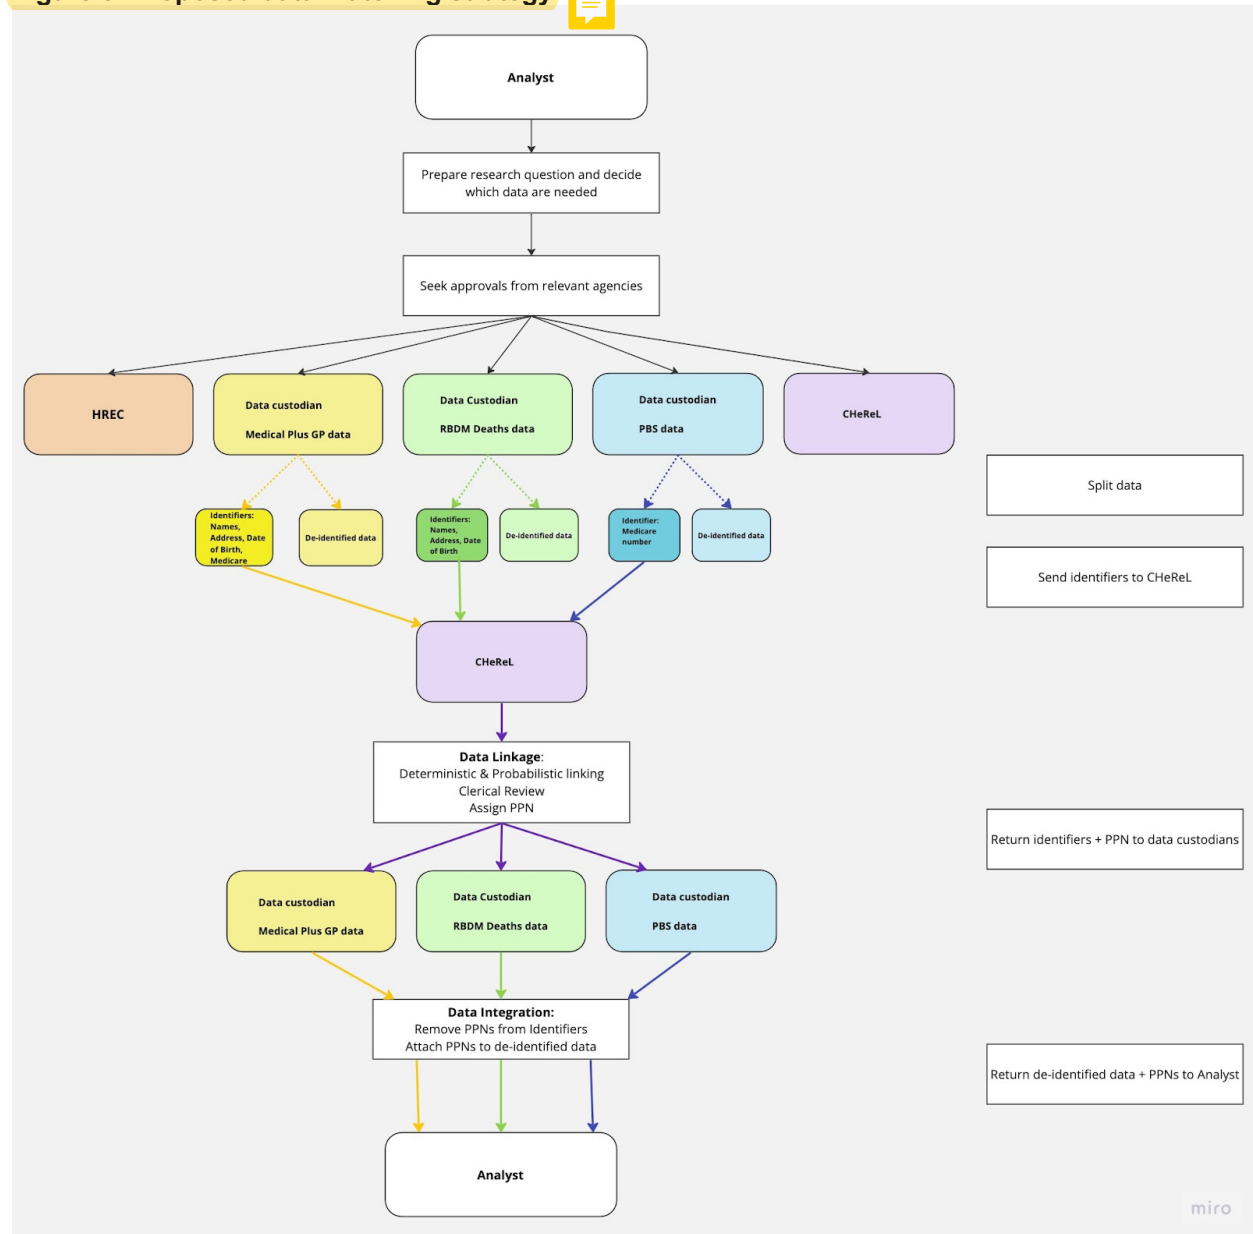 Analyst
Prepare research question and decide
which data are needed
Seek approvals from relevant agencies
HREC
Data custodian
Medical Plus GP data
Data Custodian
RBDM Deaths data
Data custodian
PBS data
CHeReL
Split data
Identifiers:
Names,
Address, Date
of Birth,
Medicare
De-identified data
Identifiers:
Names,
Address, Date
of Birth
De-identified data
Identifier:
Medicare
number
De-identified data
Send identifiers to CHeReL
CHeReL
Data Linkage:
Deterministic & Probabilistic linking
Clerical Review
Assign PPN
Return identifiers + PPN to data custodians
Data custodian
Medical Plus GP data
Data Custodian
RBDM Deaths data
Data custodian
PBS data
Data Integration:
Remove PPNs from Identifiers
Attach PPNs to de-identified data
Return de-identified data + PPNs to Analyst
Analyst
miro